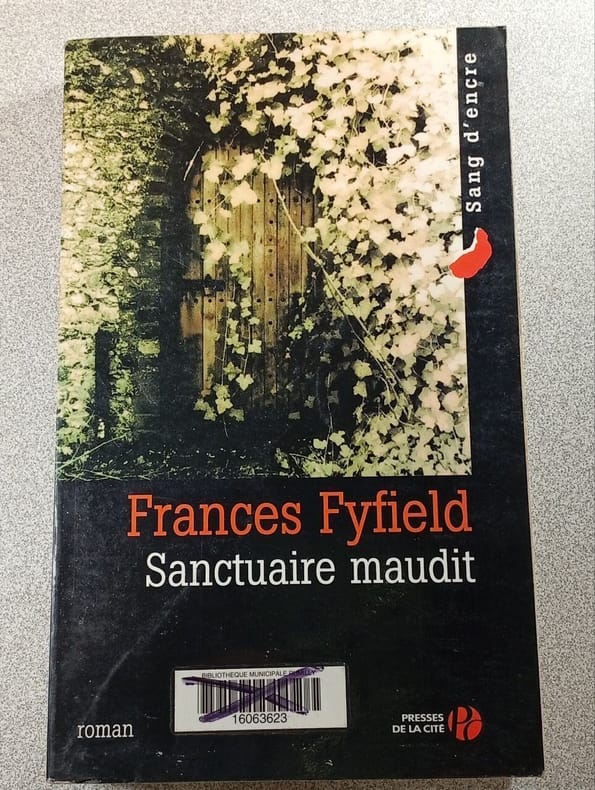 Sang d'encre
Frances Fyfield
Sanctuaire maudit
BIBLIOTHEQUE MUNICIPALE
16063623
roman
PRESSES
DE LA CITÉ